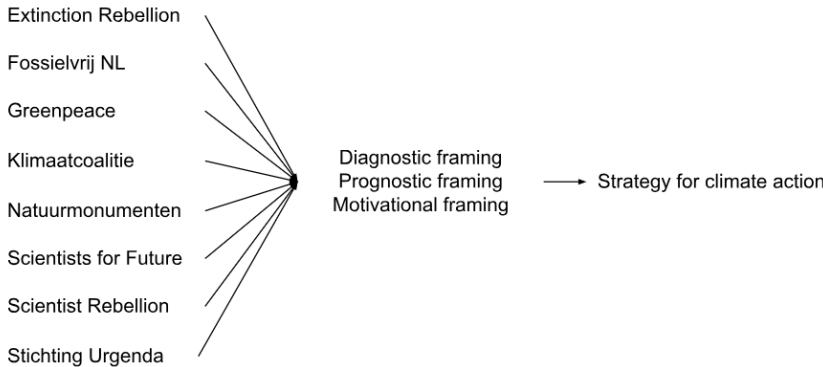 Extinction Rebellion
Fossielvrij NL
Greenpeace
Klimaatcoalitie
Natuurmonumenten
Scientists for Future
Scientist Rebellion
Stichting Urgenda
Diagnostic framing
Prognostic framing
Motivational framing
Strategy for climate action